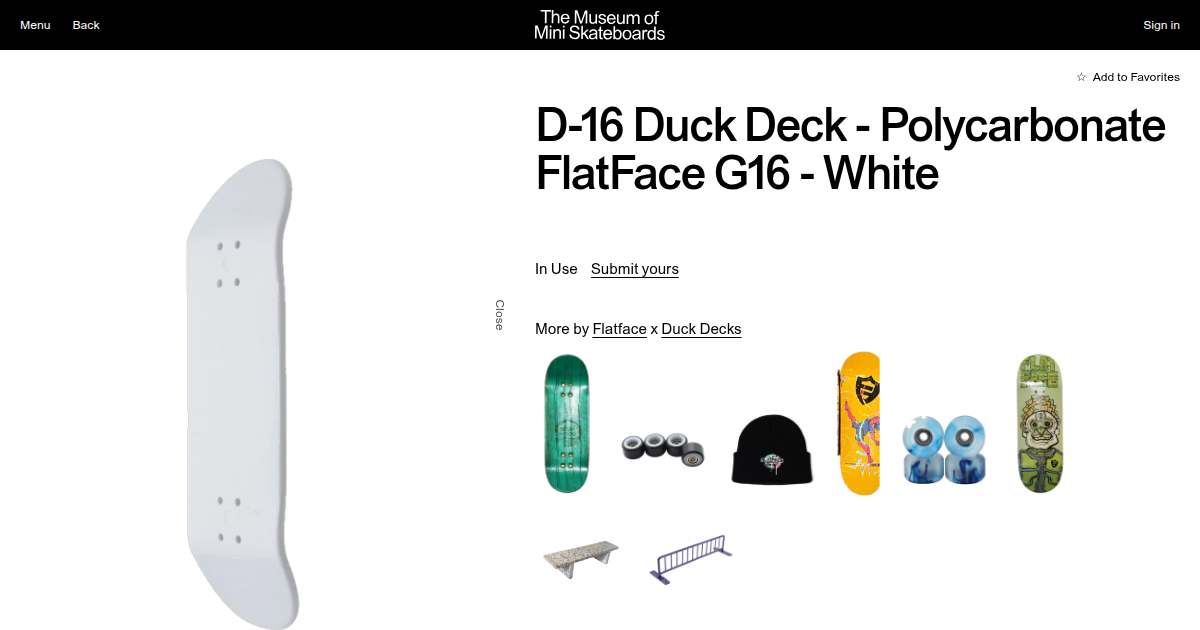 Menu Back
The Museum of
Mini Skateboards
Sign in
☆ Add to Favorites
D-16 Duck Deck - Polycarbonate
FlatFace G16 - White
In Use Submit yours
Close
More by Flatface x Duck Decks